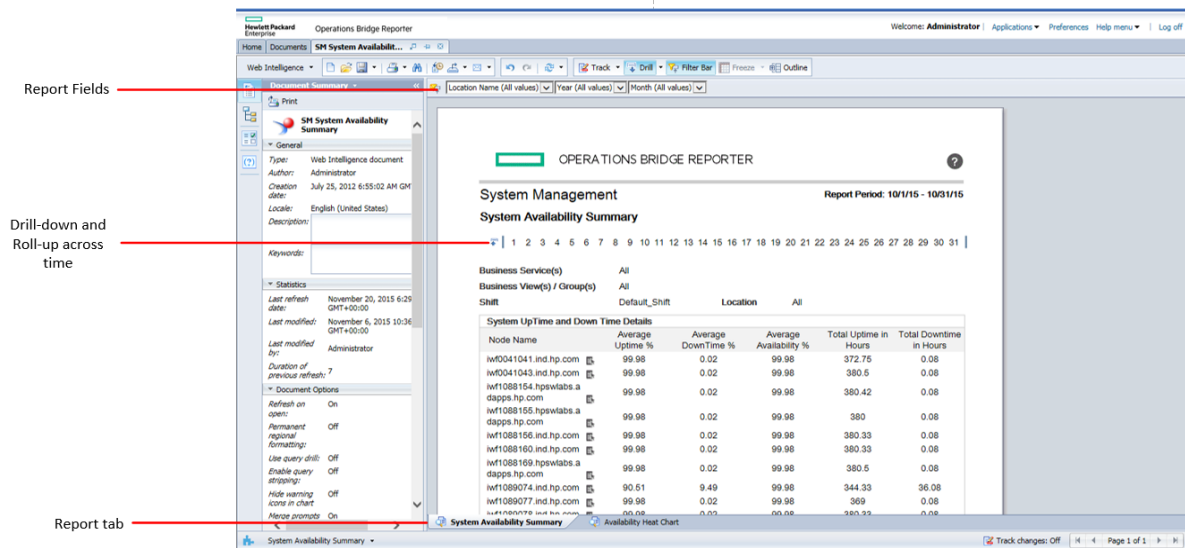 Hewlett Packard
Enterprise
Operations Bridge Reporter
Welcome: Administrator | Applications Preferences Help menu | Log off
Home Documents SM System Availabilit...
Web Intelligence Track Drill Filter Bar Freeze Outline
Report Fields
Document Summary
Location Name (All values) Year (All values) Month (All values)
Print
SM System Availability
Summary
General
Type: Web Intelligence document
Author: Administrator
Creation date: July 25, 2012 6:55:02 AM GM
Locale: English (United States)
Description:
Keywords:
Statistics
Last refresh date: November 20, 2015 6:29 GMT+00:00
Last modified: November 6, 2015 10:36 GMT+00:00
Last modified by: Administrator
Duration of previous refresh: 7
Document Options
Refresh on open: On
Permanent regional formatting: Off
Use query drill: Off
Enable query stripping: Off
Hide warning icons in chart Off
Merge prompts On
Drill-down and
Roll-up across
time
Report tab
OPERATIONS BRIDGE REPORTER
?
System Management
Report Period: 10/1/15 - 10/31/15
System Availability Summary
1 2 3 4 5 6 7 8 9 10 11 12 13 14 15 16 17 18 19 20 21 22 23 24 25 26 27 28 29 30 31
Business Service(s) All
Business View(s) / Group(s) All
Shift Default_Shift Location All
System UpTime and Down Time Details
Node Name Average Uptime % Average DownTime % Average Availability % Total Uptime in Hours Total Downtime in Hours
iwf0041041.ind.hp.com 99.98 0.02 99.98 372.75 0.08
iwf0041043.ind.hp.com 99.98 0.02 99.98 380.5 0.08
iwf1088154.hpswlabs.a
dapps.hp.com 99.98 0.02 99.98 380.42 0.08
iwf1088155.hpswlabs.a
dapps.hp.com 99.98 0.02 99.98 380 0.08
iwf1088156.ind.hp.com 99.98 0.02 99.98 380.33 0.08
iwf1088160.ind.hp.com 99.98 0.02 99.98 380.33 0.08
iwf1088169.hpswlabs.a
dapps.hp.com 99.98 0.02 99.98 380.5 0.08
iwf1089074.ind.hp.com 90.51 9.49 99.98 344.33 36.08
iwf1089077.ind.hp.com 99.98 0.02 99.98 369 0.08
iwf1089078.ind.hp.com 99.98 0.02 99.98 380.33 0.08
System Availability Summary Availability Heat Chart
System Availability Summary
Track changes: Off Page 1 of 1